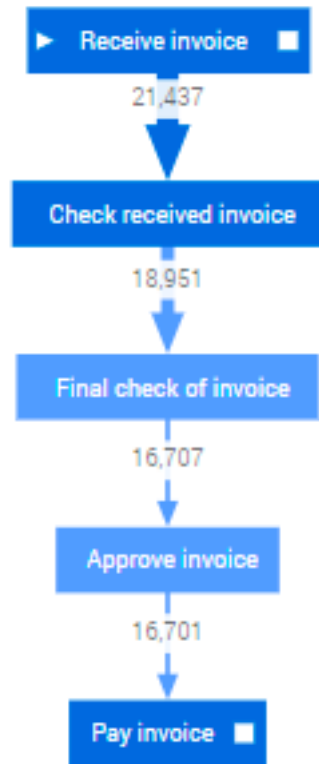 Receive invoice
21,437
Check received invoice
18,951
Final check of invoice
16,707
Approve invoice
16,701
Pay invoice